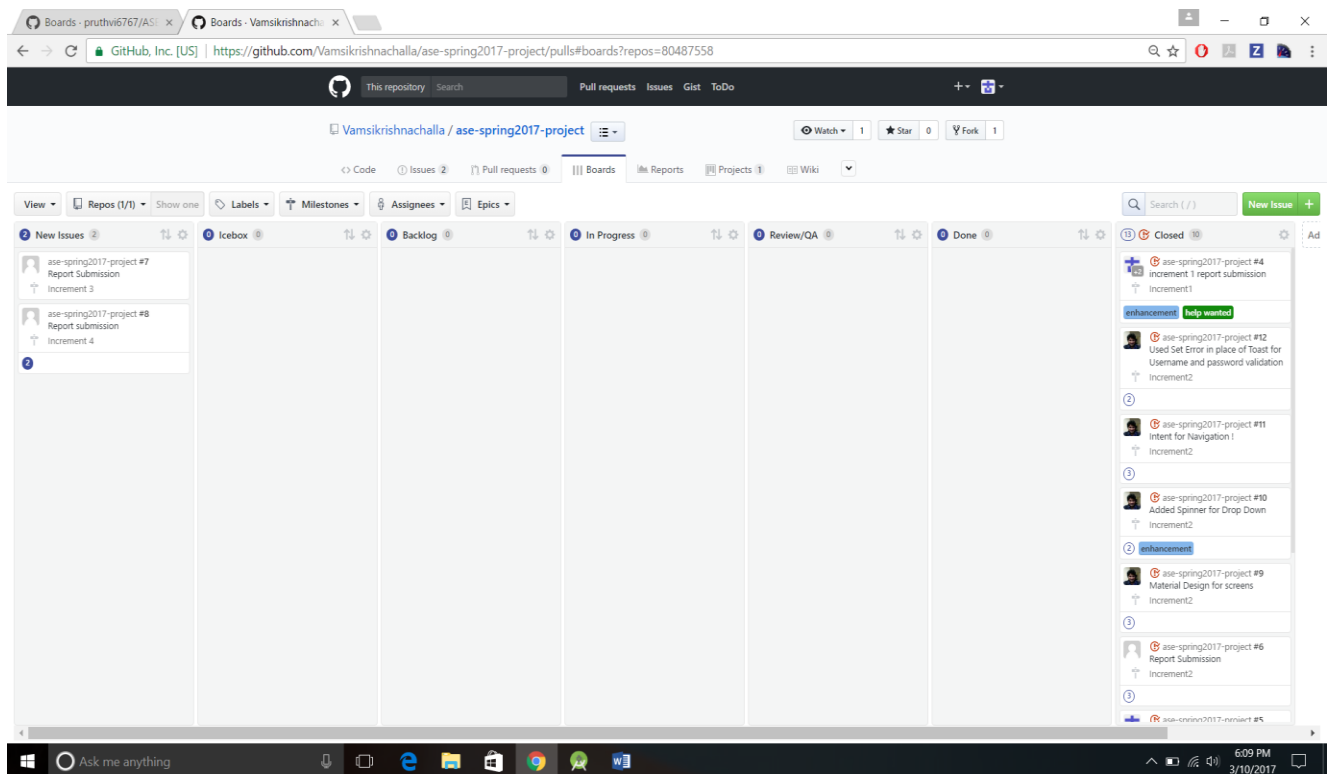 Boards · pruthvi6767/AS
Boards · Vamsikrishnacha
GitHub, Inc. [US] | https://github.com/Vamsikrishnachalla/ase-spring2017-project/pulls#boards?repos=80487558
This repository Search Pull requests Issues Gist ToDo
Vamsikrishnachalla / ase-spring2017-project
Watch 1 Star 0 Fork 1
Code Issues 2 Pull requests 0 Boards Reports Projects 1 Wiki
View Repos (1/1) Show one Labels Milestones Assignees Epics Search ( / ) New Issue +
2 New Issues 2
ase-spring2017-project #7
Report Submission
Increment 3
ase-spring2017-project #8
Report submission
Increment 4
2
0 Icebox 0
0 Backlog 0
0 In Progress 0
0 Review/QA 0
0 Done 0
13 Closed 10
ase-spring2017-project #4
+2
increment 1 report submission
Increment1
enhancement help wanted
ase-spring2017-project #12
Used Set Error in place of Toast for
Username and password validation
Increment2
2
ase-spring2017-project #11
Intent for Navigation !
Increment2
3
ase-spring2017-project #10
Added Spinner for Drop Down
Increment2
2 enhancement
ase-spring2017-project #9
Material Design for screens
Increment2
3
ase-spring2017-project #6
Report Submission
Increment2
3
ase-spring2017-project #5
Ad
Ask me anything
6:09 PM
3/10/2017